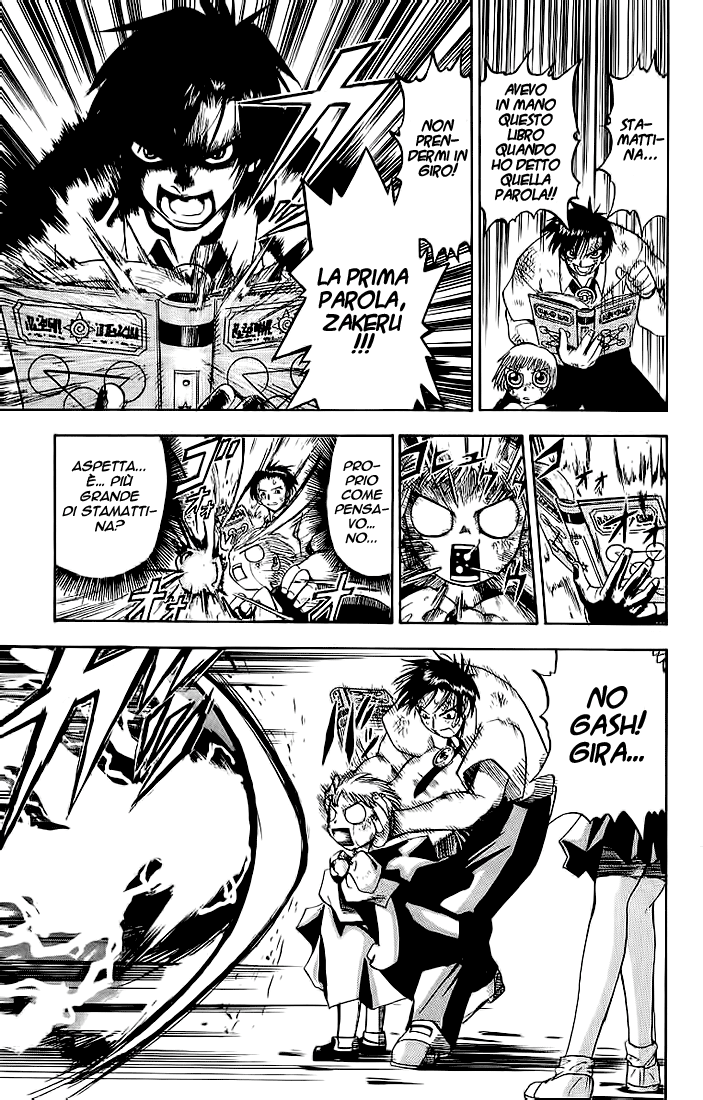 STA-
MATTI-
NA...
AVEVO
IN MANO
QUESTO
LIBRO
QUANDO
HO DETTO
QUELLA
PAROLA!!
NON
PREN-
DERMI IN
GIRO!
LA PRIMA
PAROLA,
ZAKERU
!!!
PRO-
PRIO
COME
PENSA-
VO...
NO...
ASPETTA...
È... PIÙ
GRANDE
DI STAMATTI-
NA?
NO
GASH!
GIRA...